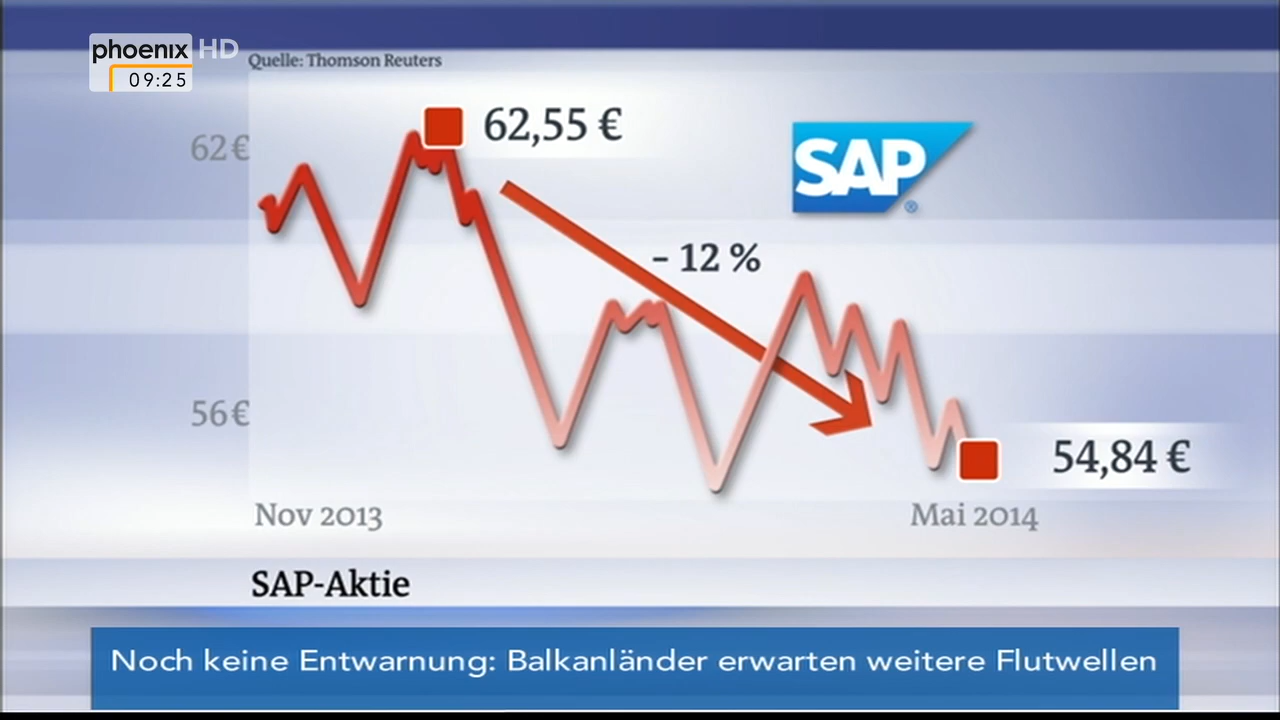 phoenix HD
09:25
Quelle: Thomson Reuters
62€
62,55 €
SAP
®
- 12 %
56€
54,84 €
Nov 2013
Mai 2014
SAP-Aktie
Noch keine Entwarnung: Balkanländer erwarten weitere Flutwellen